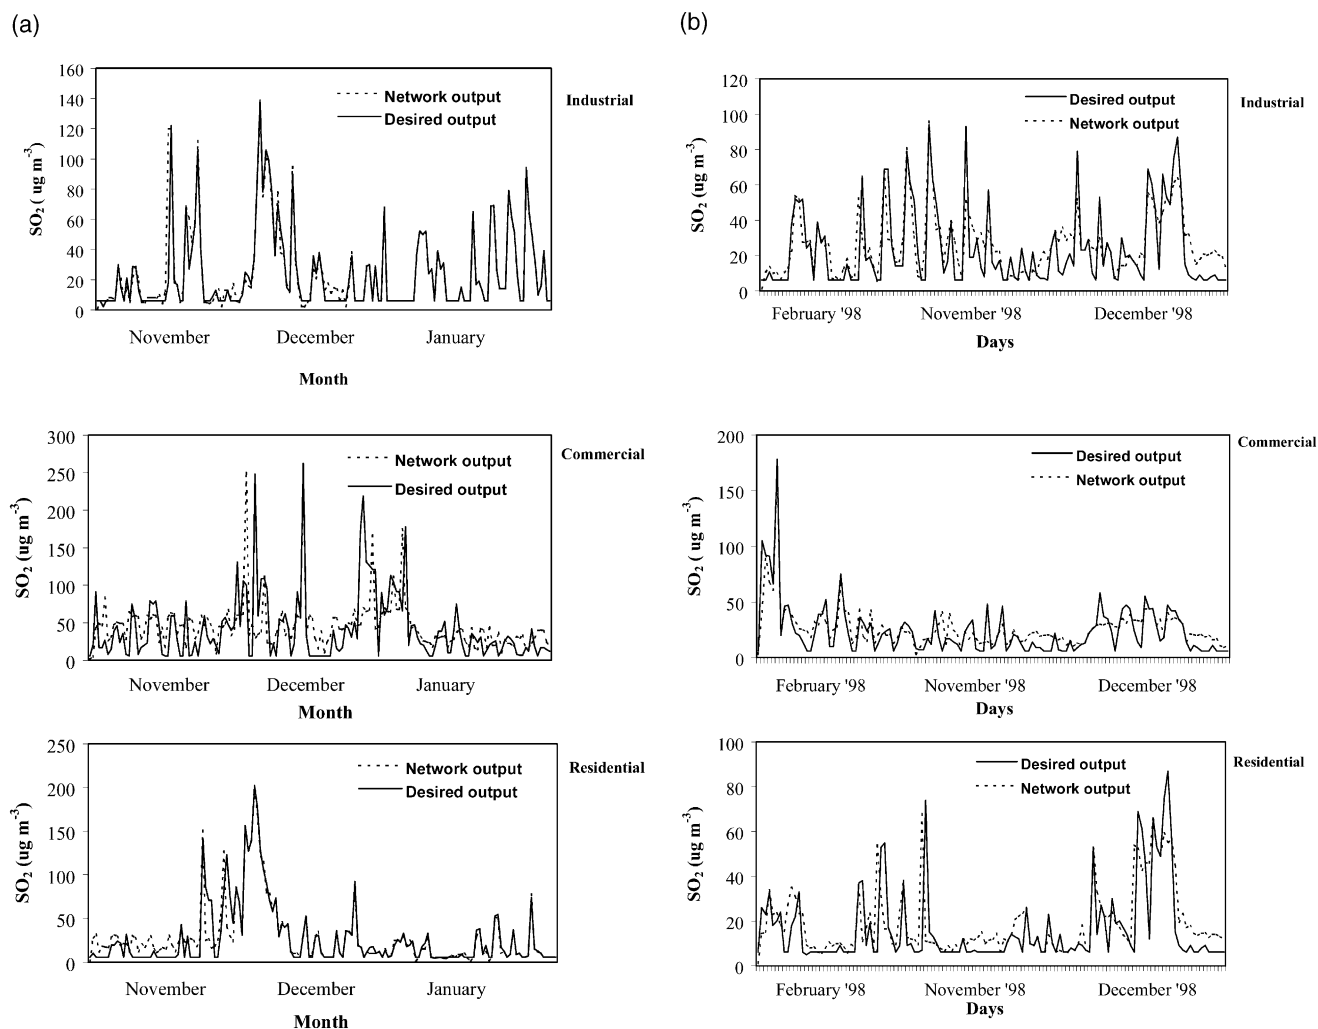 (a)
160
140
120
100
80
60
40
20
0
SO2 ( ug m-3)
Network output
Desired output
Industrial
November December January
Month
300
250
200
150
100
50
0
SO2 (ug m-3)
Network output
Desired output
Commercial
November December January
Month
250
200
150
100
50
0
SO2 (ug m-3)
Network output
Desired output
Residential
November December January
Month
(b)
120
100
80
60
40
20
0
SO2 (ug m-3)
Desired output
Network output
Industrial
February '98 November '98 December '98
Days
200
150
100
50
0
SO2 ( ug m-3)
Desired output
Network output
Commercial
February '98 November '98 December '98
Days
100
80
60
40
20
0
SO2 (ug m-3)
Desired output
Network output
Residential
February '98 November '98 December '98
Days